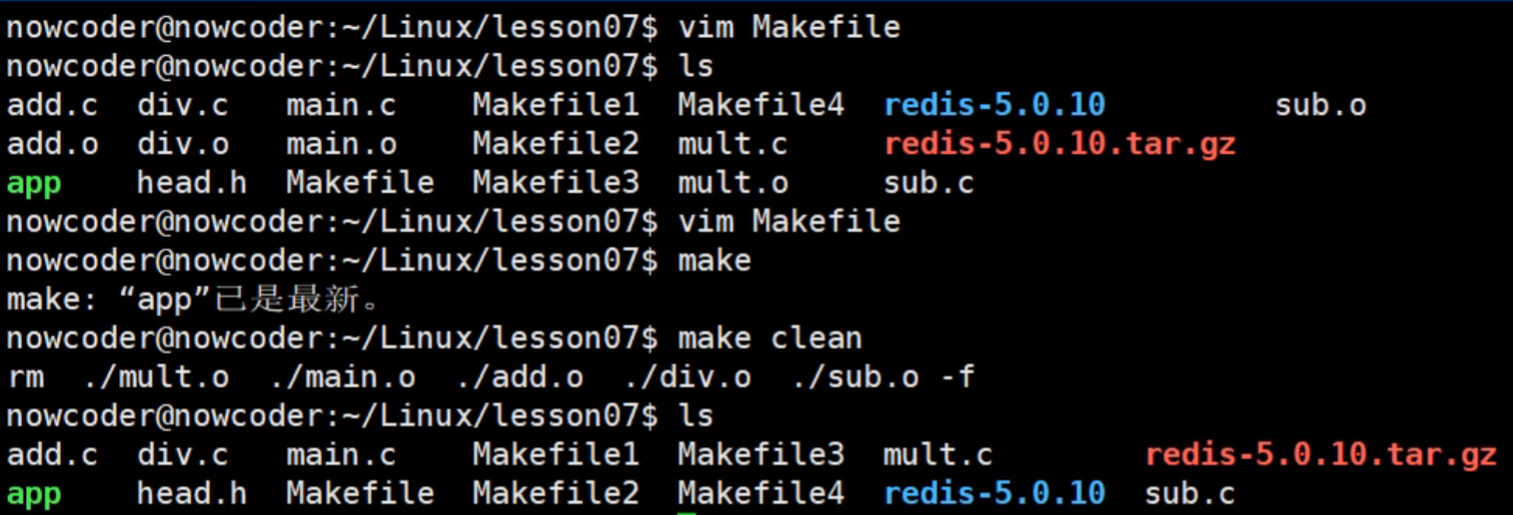 nowcoder@nowcoder:~/Linux/lesson07$ vim Makefile
nowcoder@nowcoder:~/Linux/lesson07$ ls
add.c  div.c   main.c    Makefile1  Makefile4  redis-5.0.10         sub.o
add.o  div.o   main.o    Makefile2  mult.c     redis-5.0.10.tar.gz
app    head.h  Makefile  Makefile3  mult.o     sub.c
nowcoder@nowcoder:~/Linux/lesson07$ vim Makefile
nowcoder@nowcoder:~/Linux/lesson07$ make
make: “app”已是最新。
nowcoder@nowcoder:~/Linux/lesson07$ make clean
rm  ./mult.o  ./main.o  ./add.o  ./div.o  ./sub.o -f
nowcoder@nowcoder:~/Linux/lesson07$ ls
add.c  div.c   main.c    Makefile1  Makefile3  mult.c        redis-5.0.10.tar.gz
app    head.h  Makefile  Makefile2  Makefile4  redis-5.0.10  sub.c